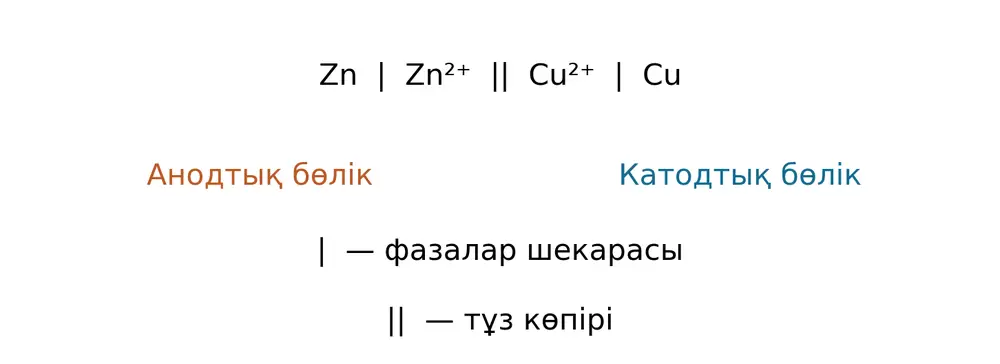 Zn | Zn²⁺ || Cu²⁺ | Cu
Анодтық бөлік Катодтық бөлік
| — фазалар шекарасы
|| — тұз көпірі